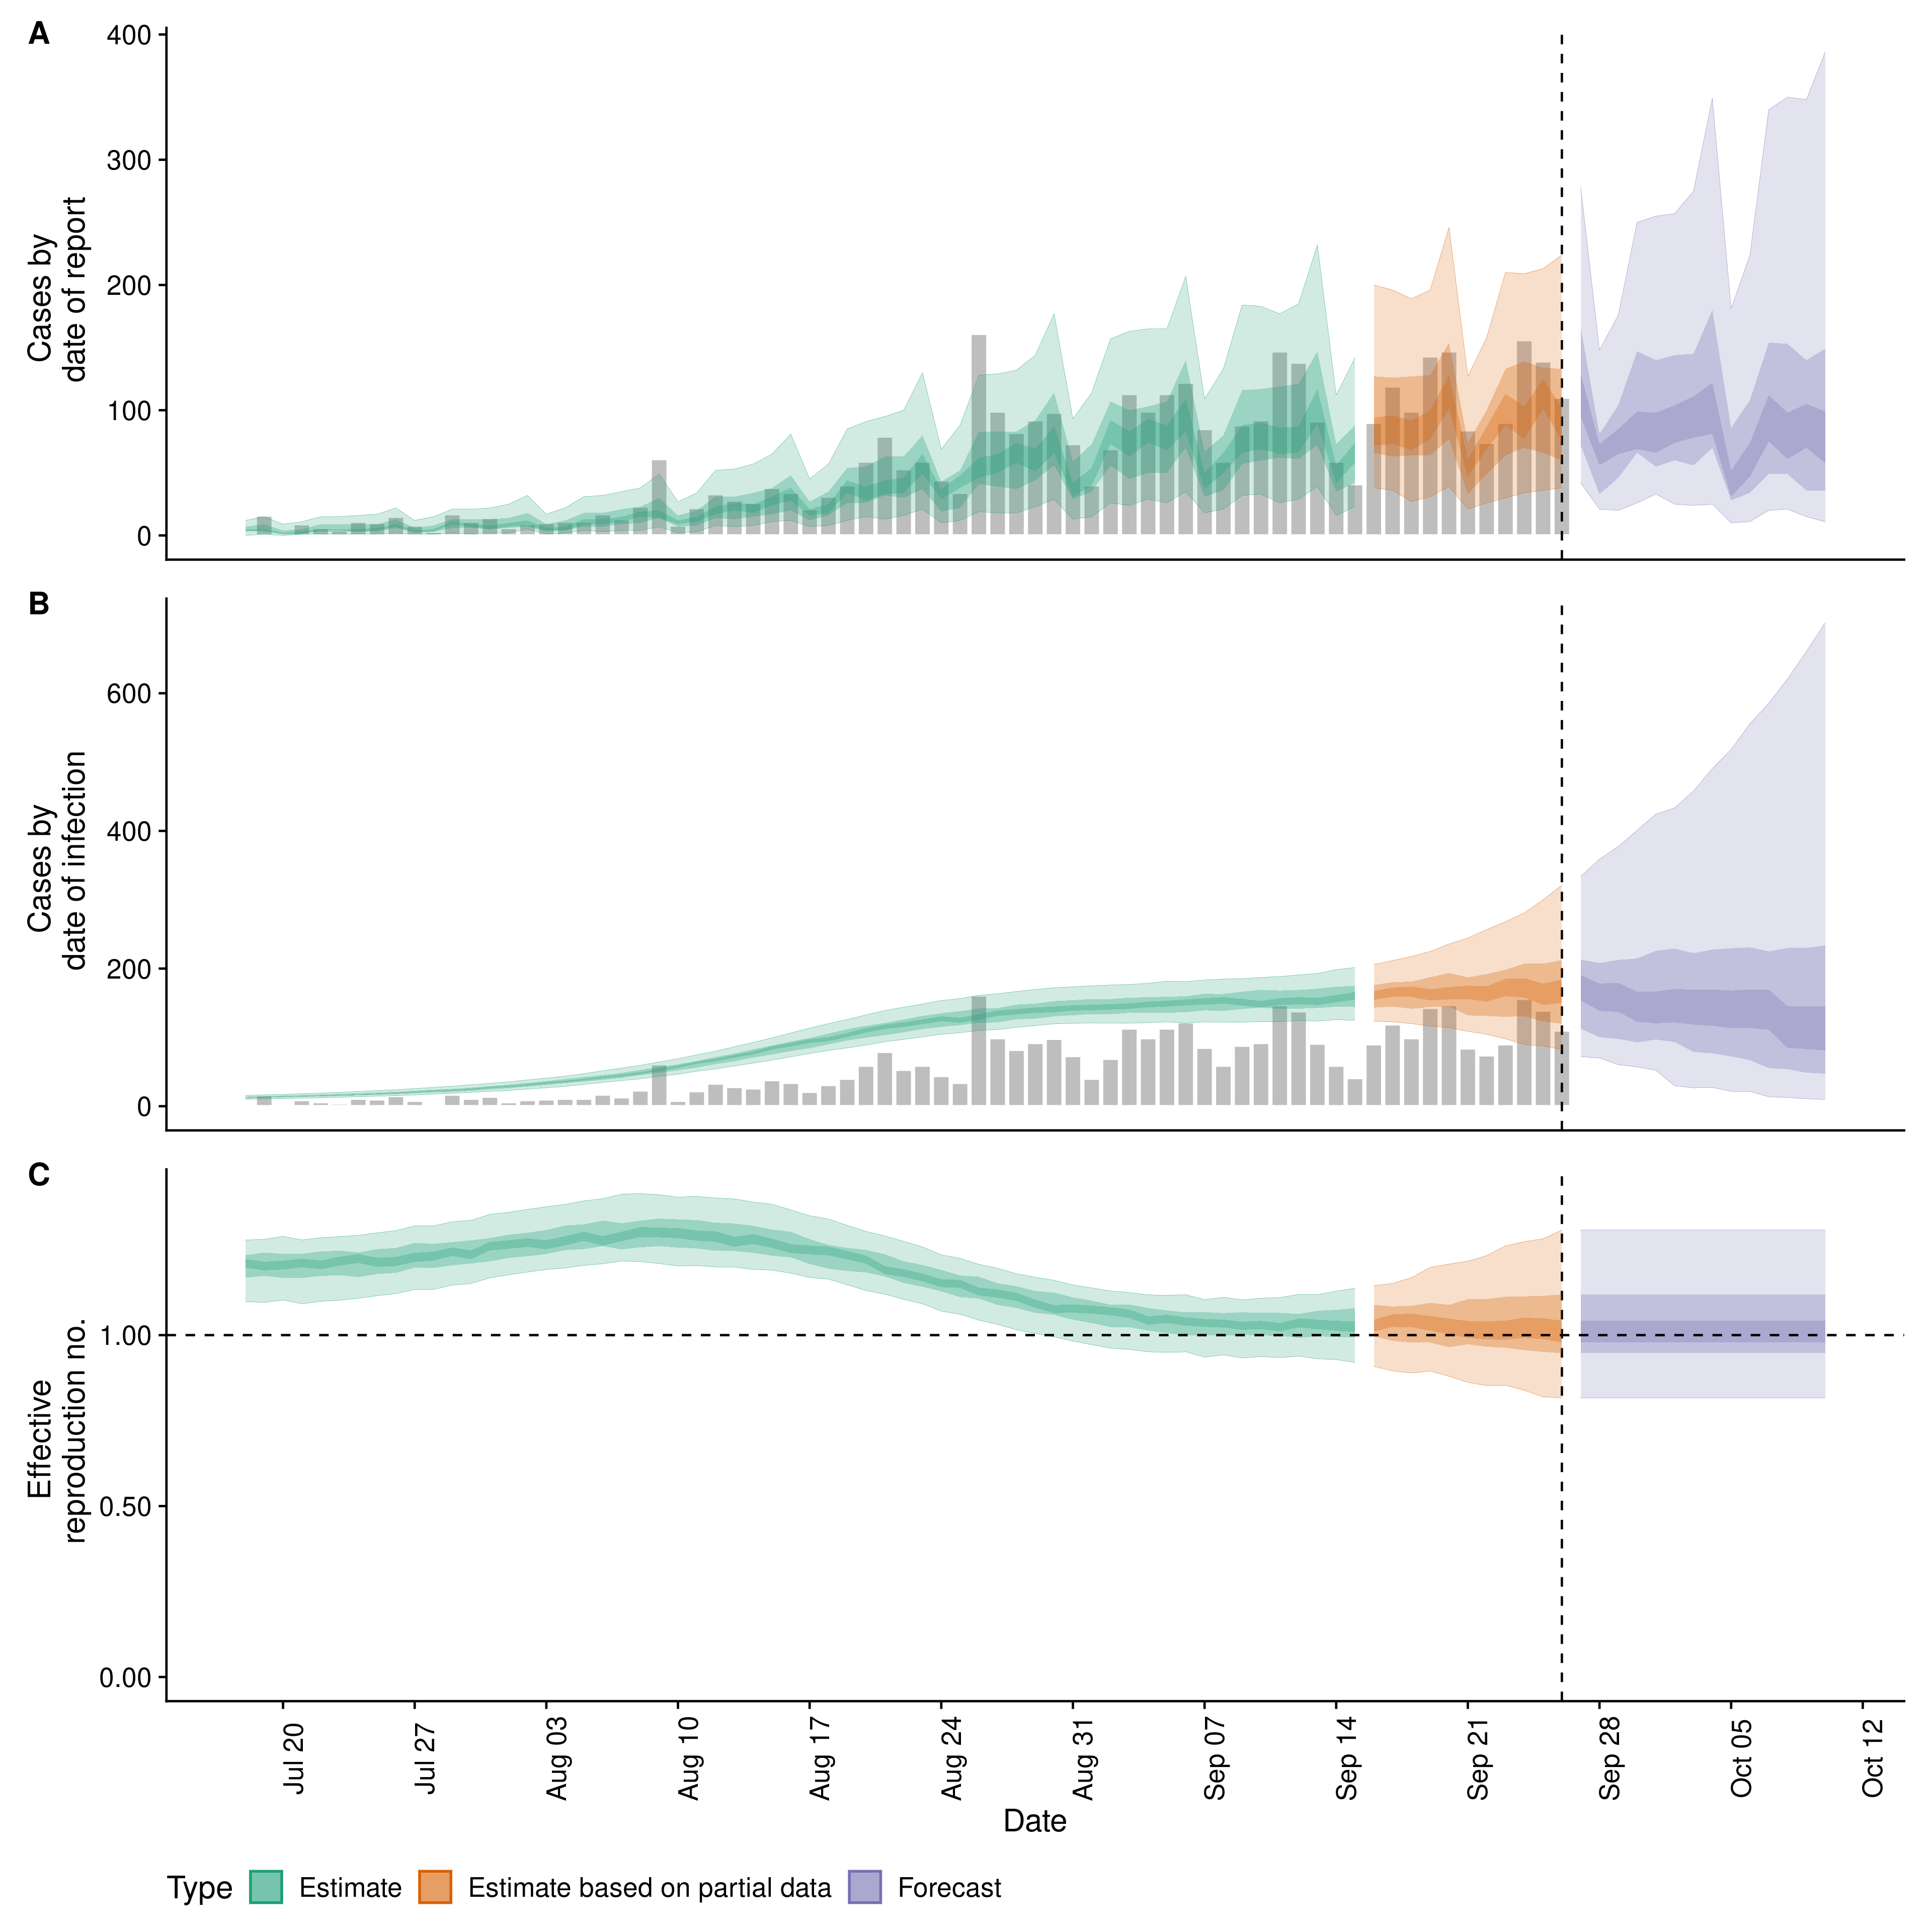 A
Cases by
date of report
400
300
200
100
0
B
Cases by
date of infection
600
400
200
0
C
Effective
reproduction no.
1.00
0.50
0.00
Jul 20
Jul 27
Aug 03
Aug 10
Aug 17
Aug 24
Aug 31
Sep 07
Sep 14
Sep 21
Sep 28
Oct 05
Oct 12
Date
Type Estimate Estimate based on partial data Forecast